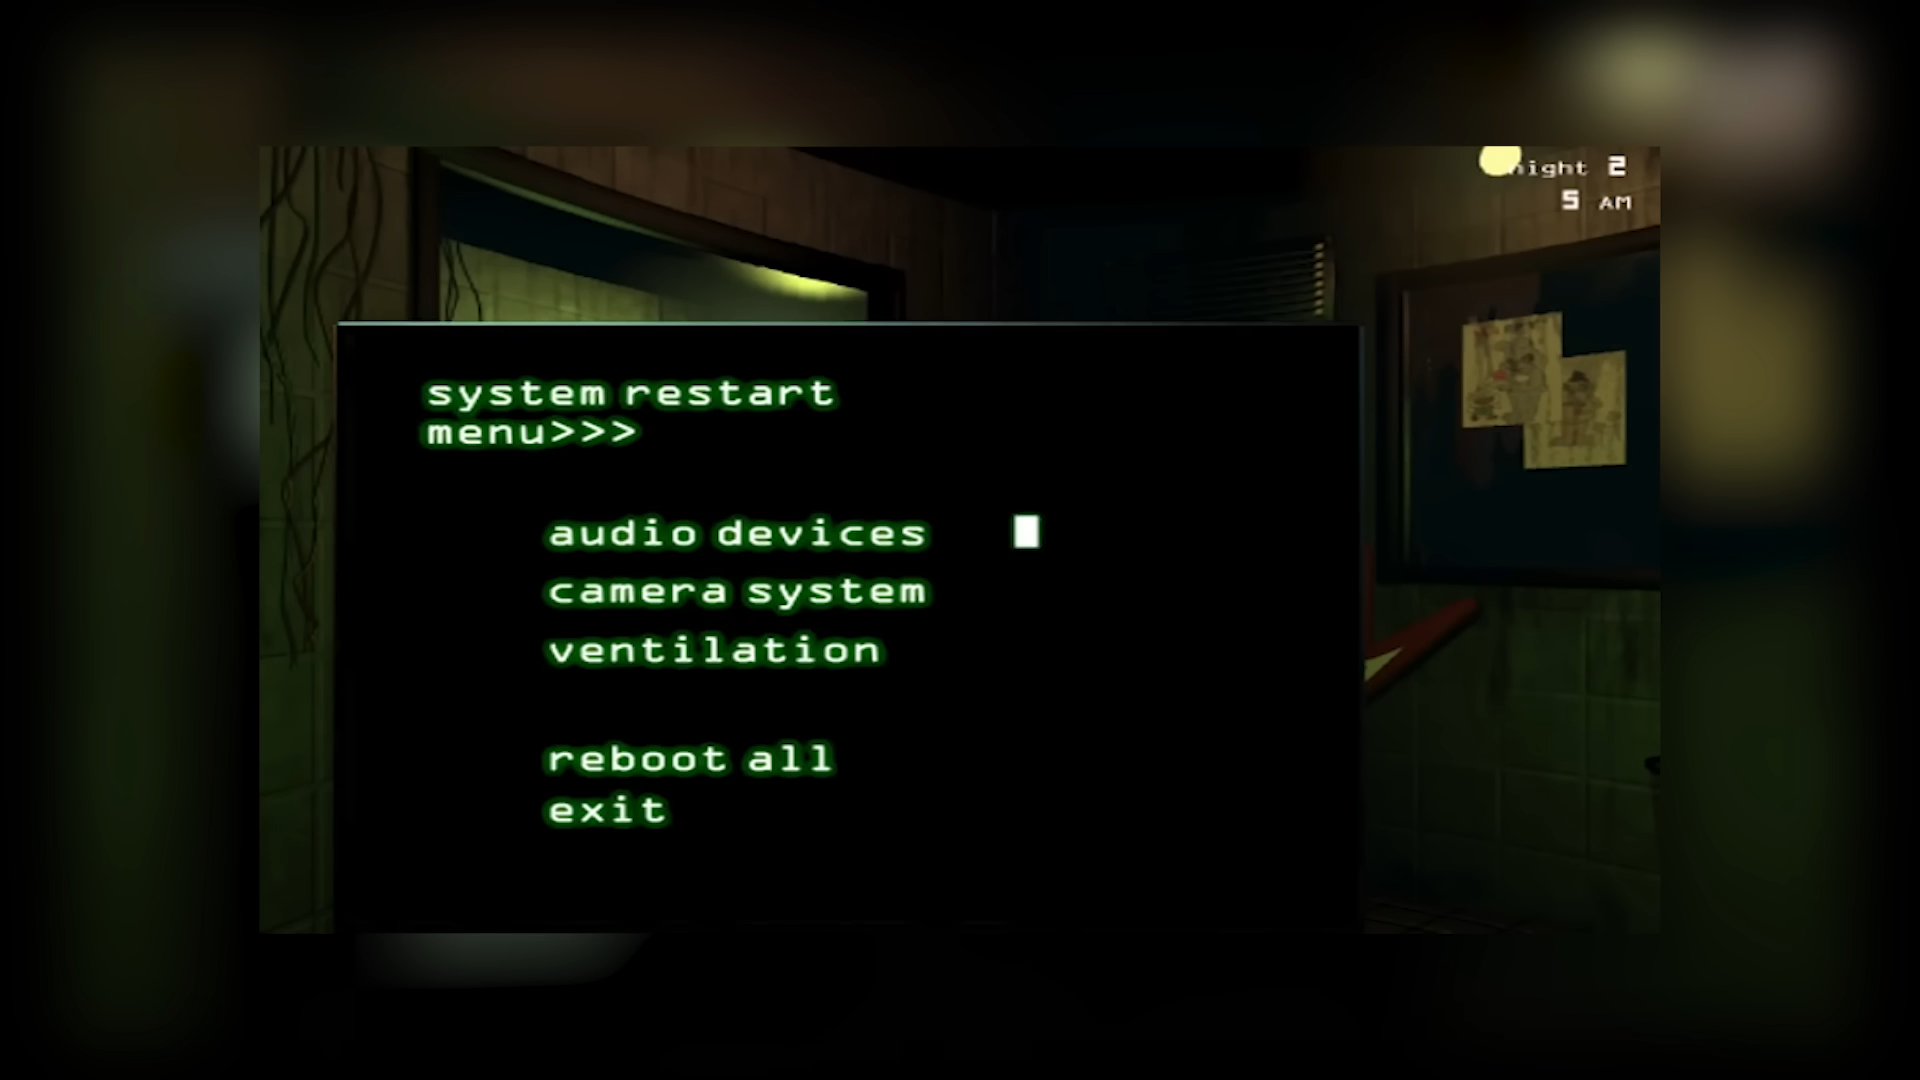 night 2
5 AM
system restart
menu>>>
audio devices
camera system
ventilation
reboot all
exit